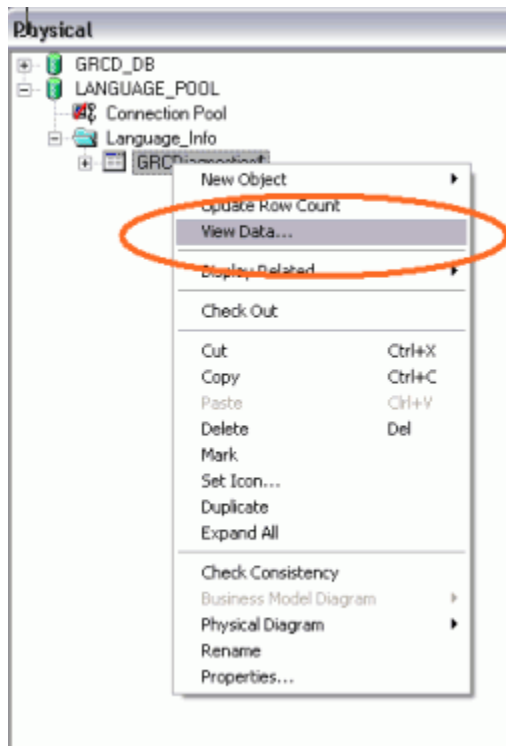 Physical
GRCD_DB
LANGUAGE_POOL
Connection Pool
Language_Info
GRCDiagnostics$
New Object
Update Row Count
View Data...
Display Related
Check Out
Cut Ctrl+X
Copy Ctrl+C
Paste Ctrl+V
Delete Del
Mark
Set Icon...
Duplicate
Expand All
Check Consistency
Business Model Diagram
Physical Diagram
Rename
Properties...